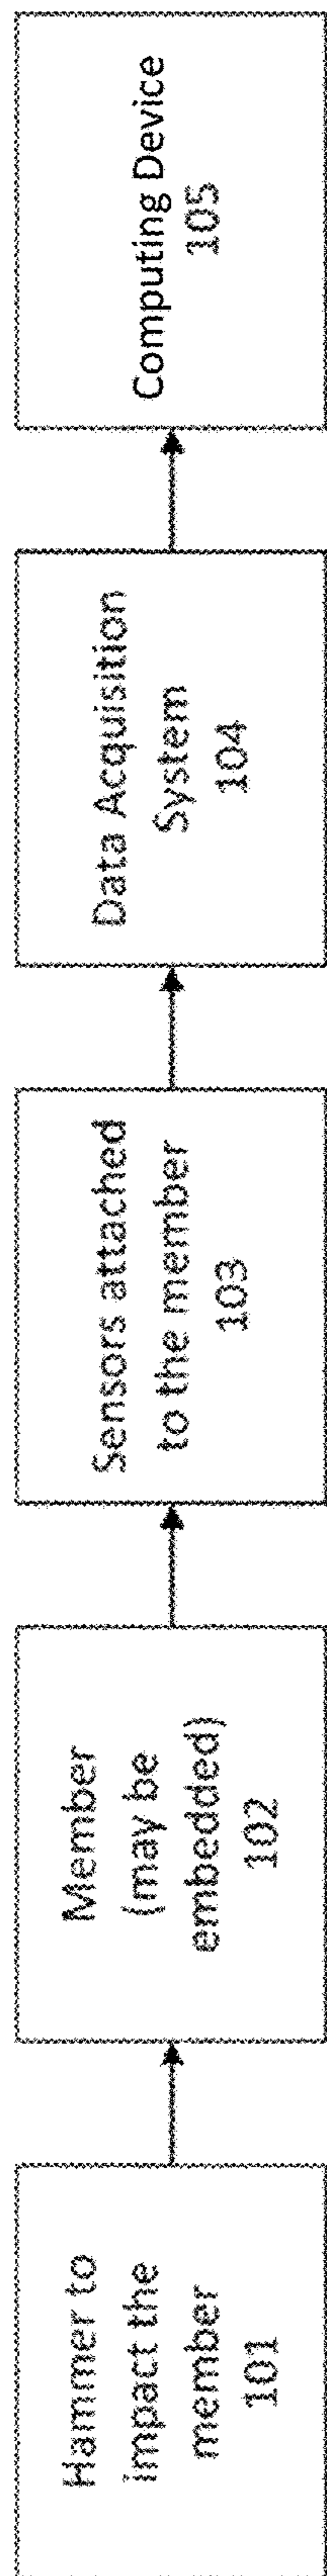 Hammer to
impact the
member
101
Member
(may be
embedded)
102
Sensors attached
to the member
103
Data Acquisition
System
104
Computing Device
105